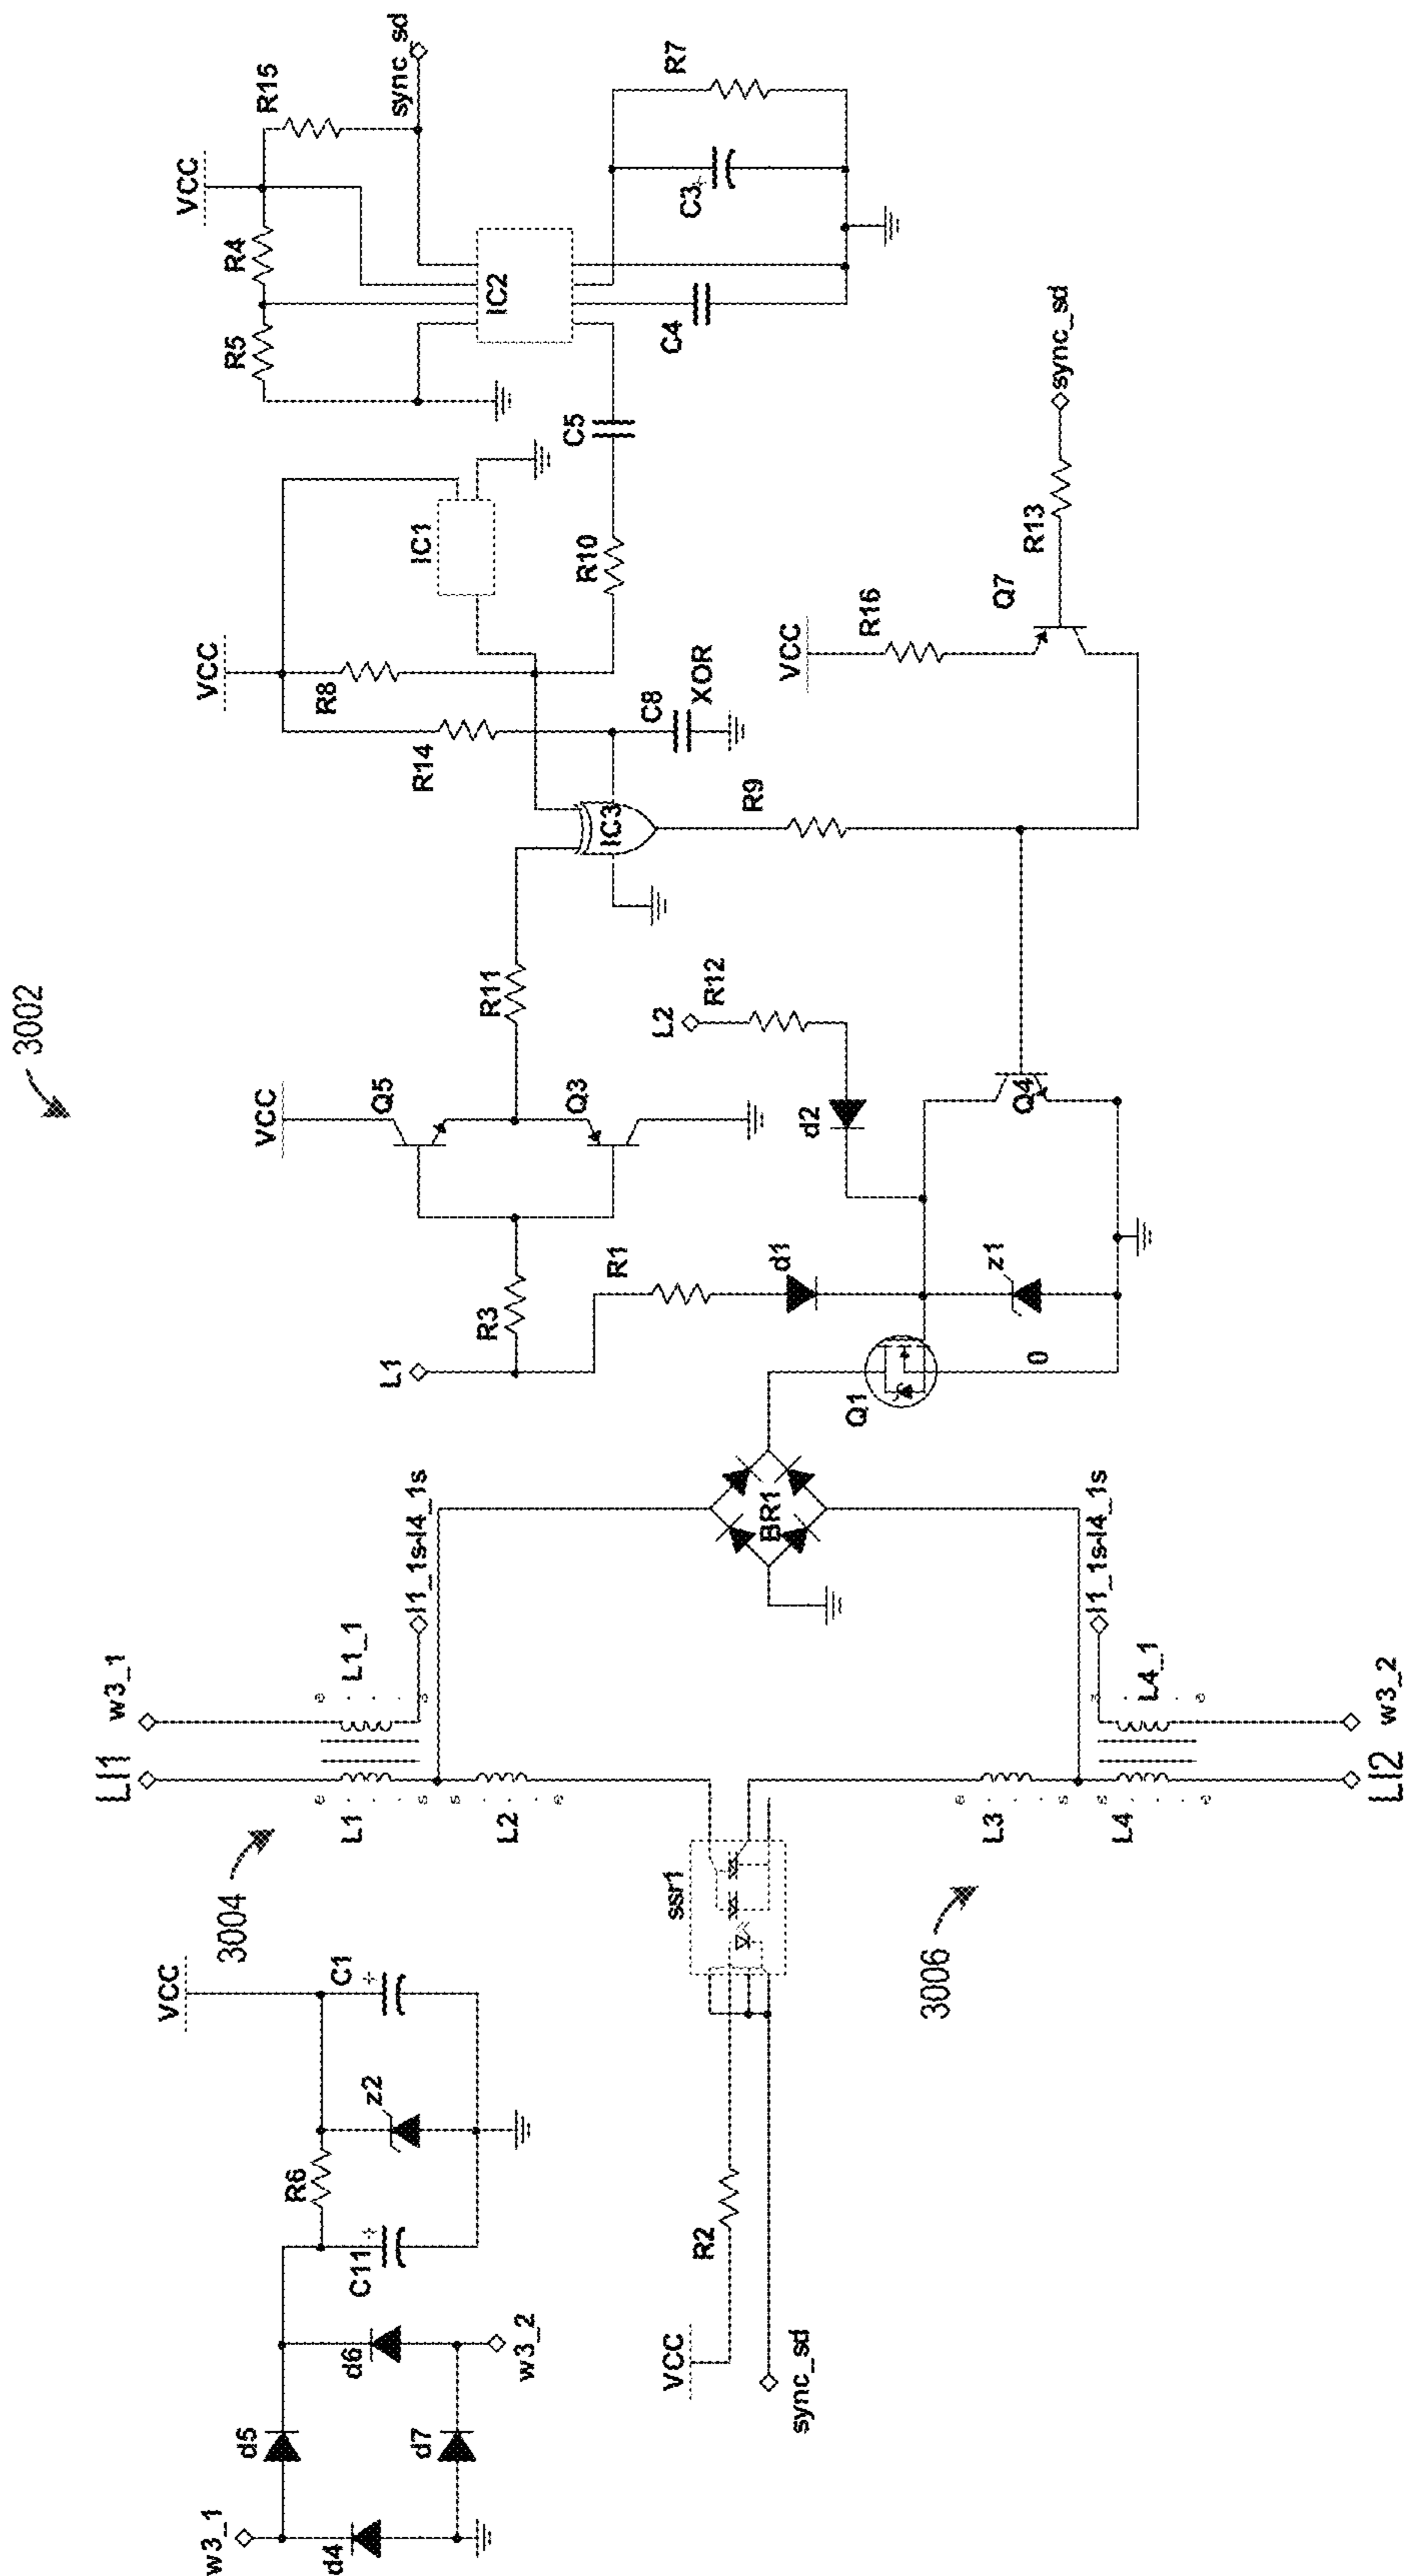 3002
VCC
R15
sync_sd
R4
R5
IC2
R7
C3
C4
C5
VCC
IC1
R8
R10
R14
C8
XOR
IC3
R9
VCC
R16
Q7
R13
sync_sd
VCC
Q5
R11
Q3
L2
R12
d2
Q4
L1
R3
R1
d1
z1
Q1
0
BR1
w3_1
LI1
L1_1
l1_1s-l4_1s
L1
L2
e s
s e
3004
ssr1
l1_1s-l4_1s
L4_1
w3_2
LI2
L3
L4
e s
s e
3006
VCC
C1
z2
R6
C11
d6
w3_2
d5
d7
w3_1
d4
VCC
R2
sync_sd